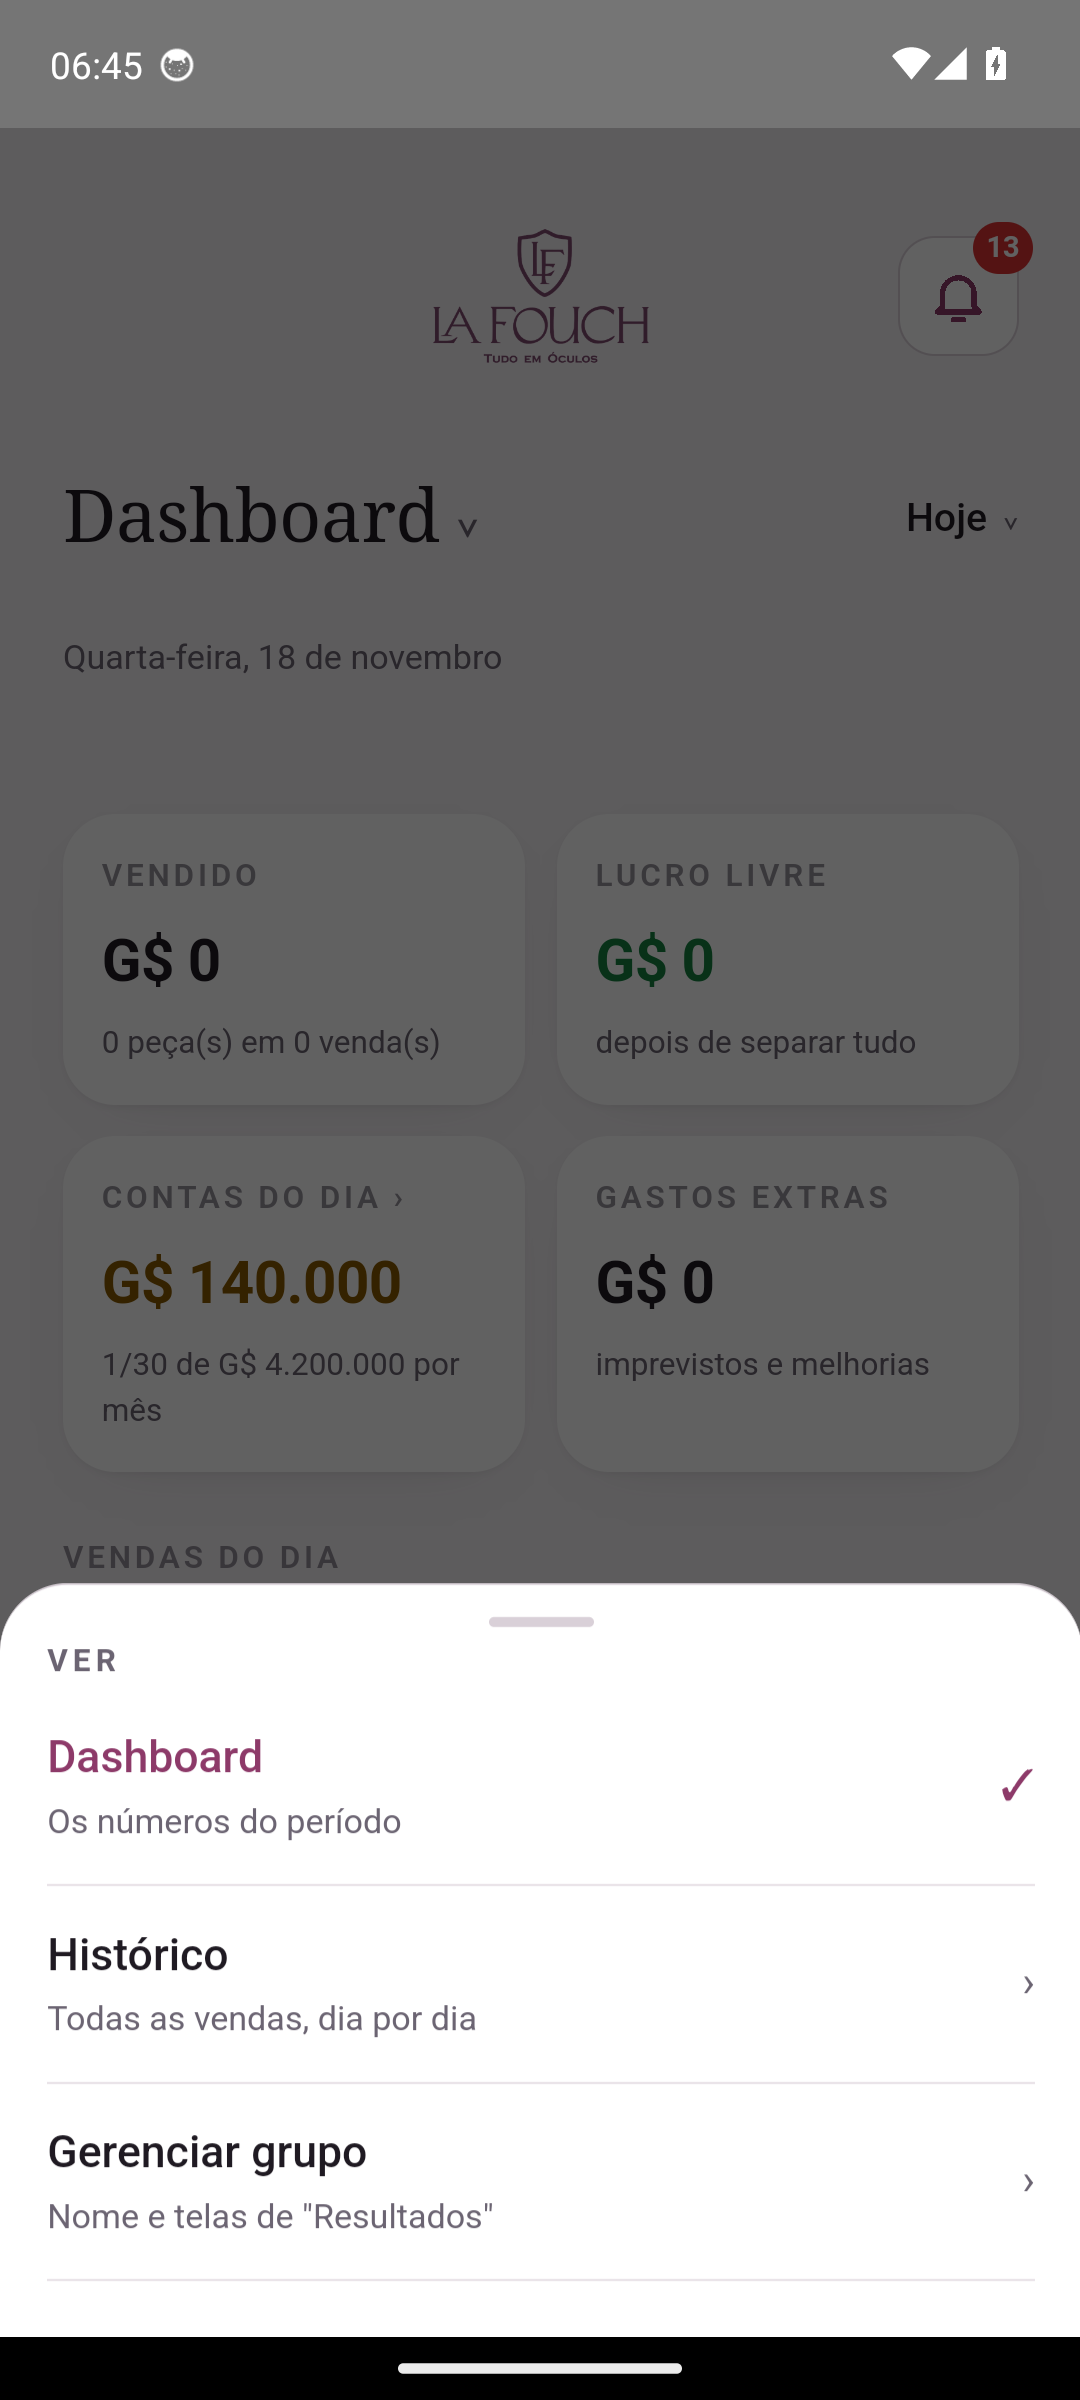 06:45
13
LF
LA FOUCH
TUDO EM ÓCULOS
Dashboard
Hoje
Quarta-feira, 18 de novembro
VENDIDO
G$ 0
0 peça(s) em 0 venda(s)
LUCRO LIVRE
G$ 0
depois de separar tudo
CONTAS DO DIA ›
G$ 140.000
1/30 de G$ 4.200.000 por
mês
GASTOS EXTRAS
G$ 0
imprevistos e melhorias
VENDAS DO DIA
VER
Dashboard
✓
Os números do período
Histórico
›
Todas as vendas, dia por dia
Gerenciar grupo
›
Nome e telas de "Resultados"